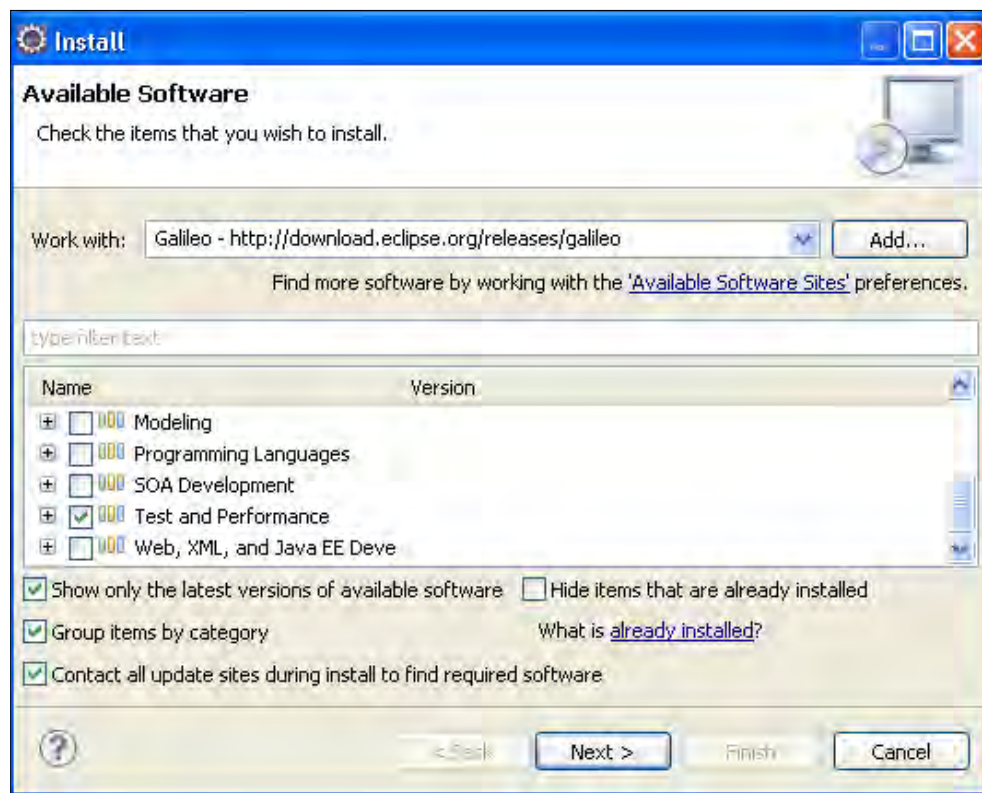 Install
Available Software
Check the items that you wish to install.
Work with: Galileo - http://download.eclipse.org/releases/galileo Add...
Find more software by working with the 'Available Software Sites' preferences.
type filter text
Name Version
Modeling
Programming Languages
SOA Development
Test and Performance
Web, XML, and Java EE Deve
Show only the latest versions of available software Hide items that are already installed
Group items by category What is already installed?
Contact all update sites during install to find required software
? < Back Next > Finish Cancel